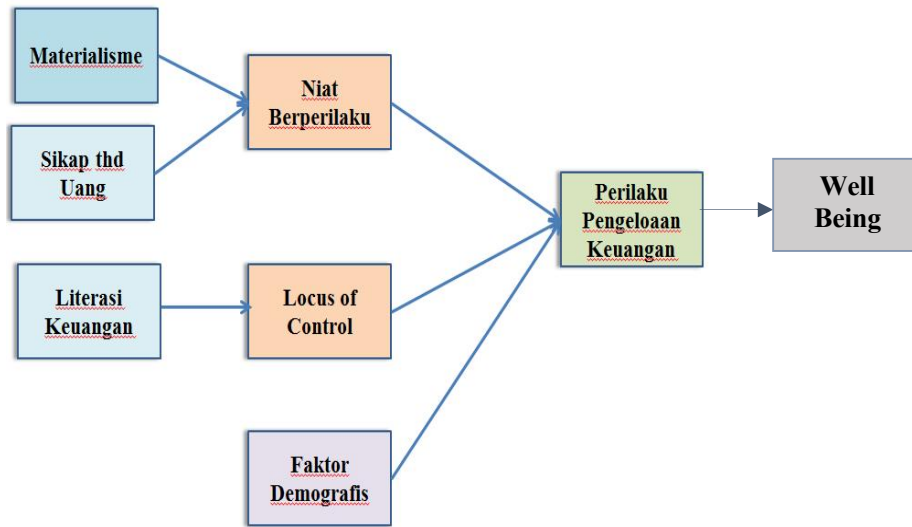 Materialisme
Sikap thd
Uang
Literasi
Keuangan
Niat
Berperilaku
Locus of
Control
Faktor
Demografis
Perilaku
Pengeloaan
Keuangan
Well
Being